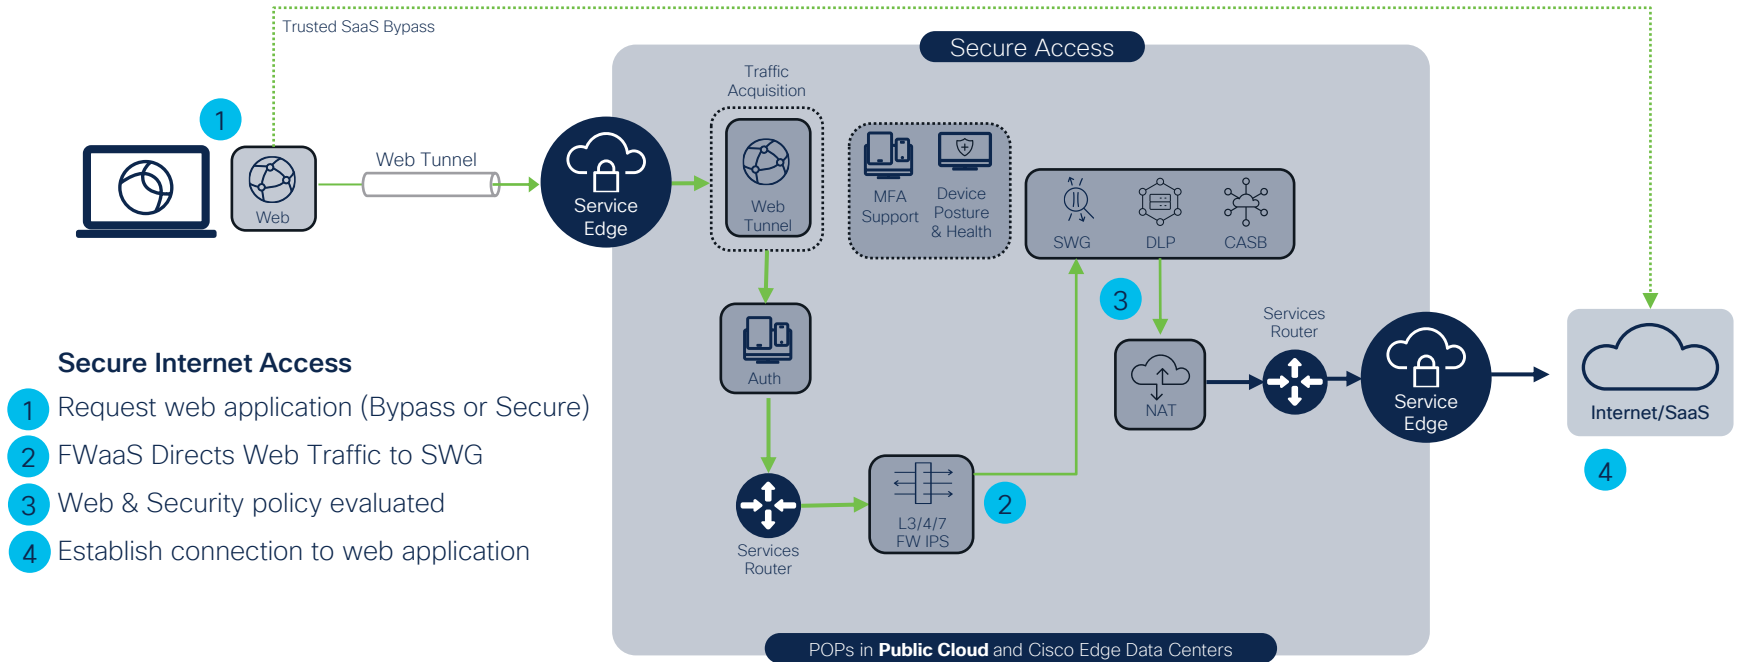 Trusted SaaS Bypass
Secure Access
Traffic
Acquisition
1
Web
Web Tunnel
Service
Edge
Web
Tunnel
MFA
Support
Device
Posture
& Health
SWG
DLP
CASB
3
Auth
NAT
Services
Router
Service
Edge
Internet/SaaS
4
Services
Router
L3/4/7
FW IPS
2
Secure Internet Access
1 Request web application (Bypass or Secure)
2 FWaaS Directs Web Traffic to SWG
3 Web & Security policy evaluated
4 Establish connection to web application
POPs in Public Cloud and Cisco Edge Data Centers